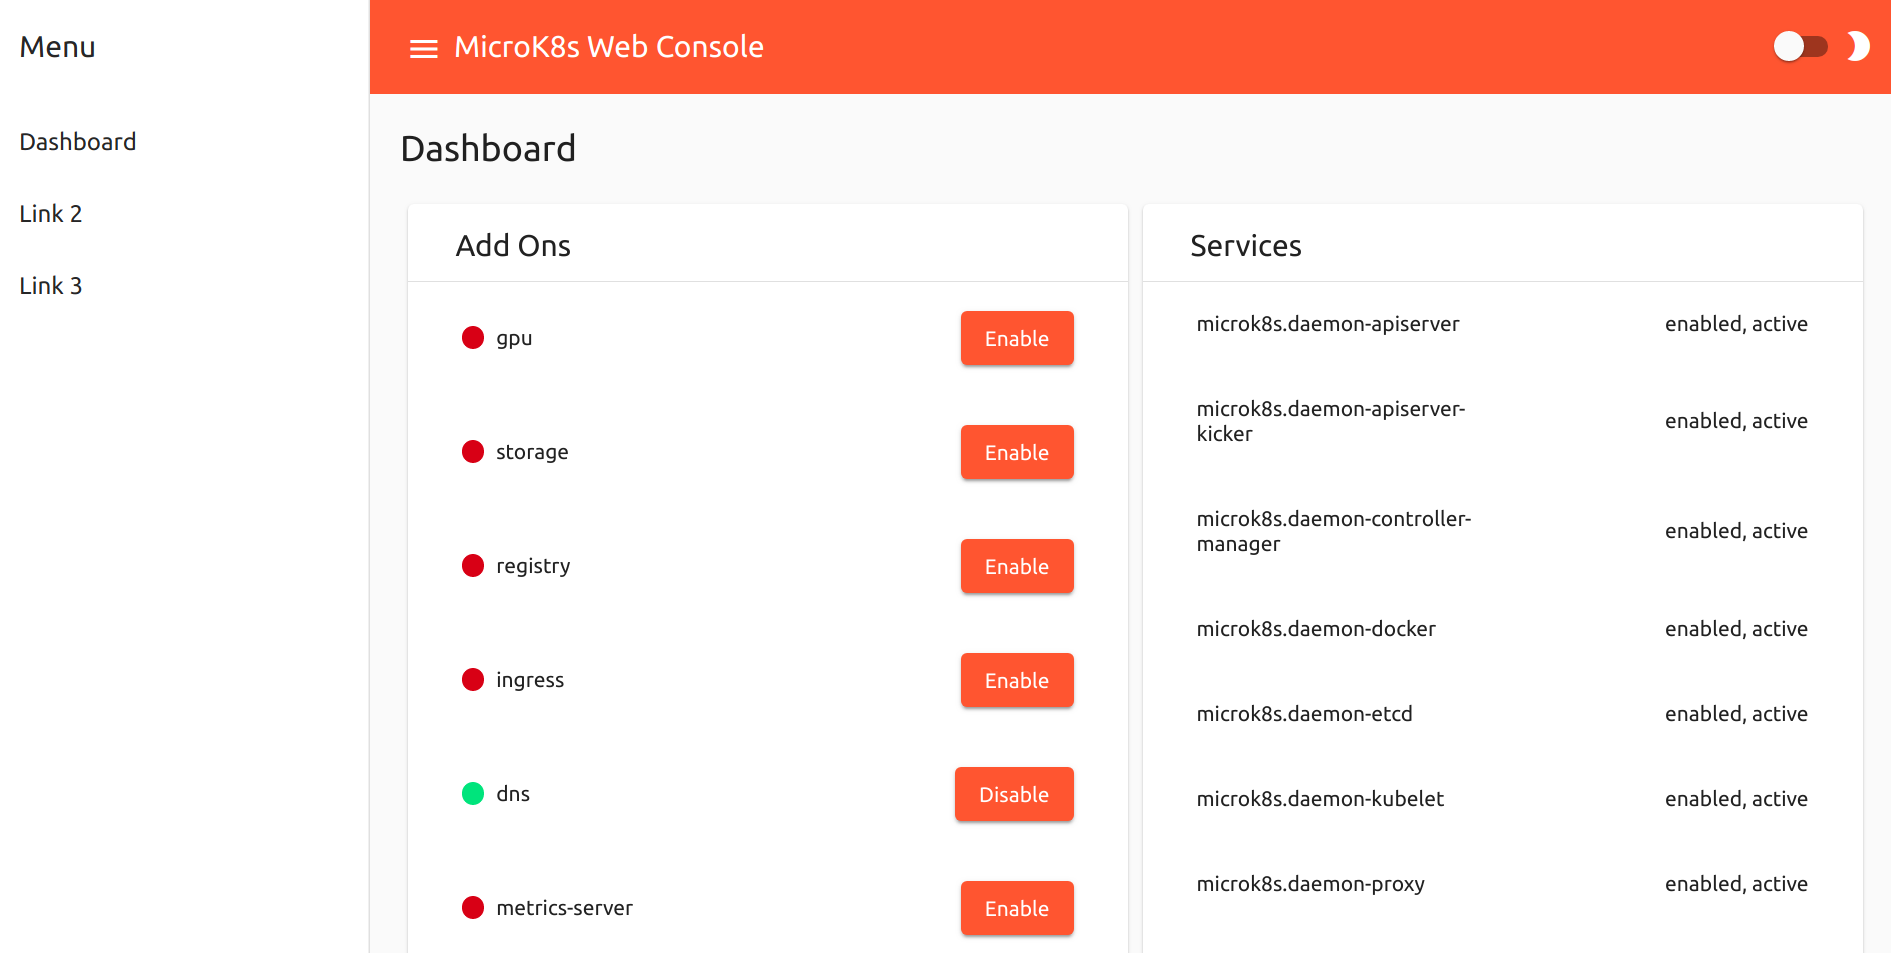 Menu
Dashboard
Link 2
Link 3
MicroK8s Web Console
Dashboard
Add Ons
gpu Enable
storage Enable
registry Enable
ingress Enable
dns Disable
metrics-server Enable
Services
microk8s.daemon-apiserver enabled, active
microk8s.daemon-apiserver-
kicker enabled, active
microk8s.daemon-controller-
manager enabled, active
microk8s.daemon-docker enabled, active
microk8s.daemon-etcd enabled, active
microk8s.daemon-kubelet enabled, active
microk8s.daemon-proxy enabled, active